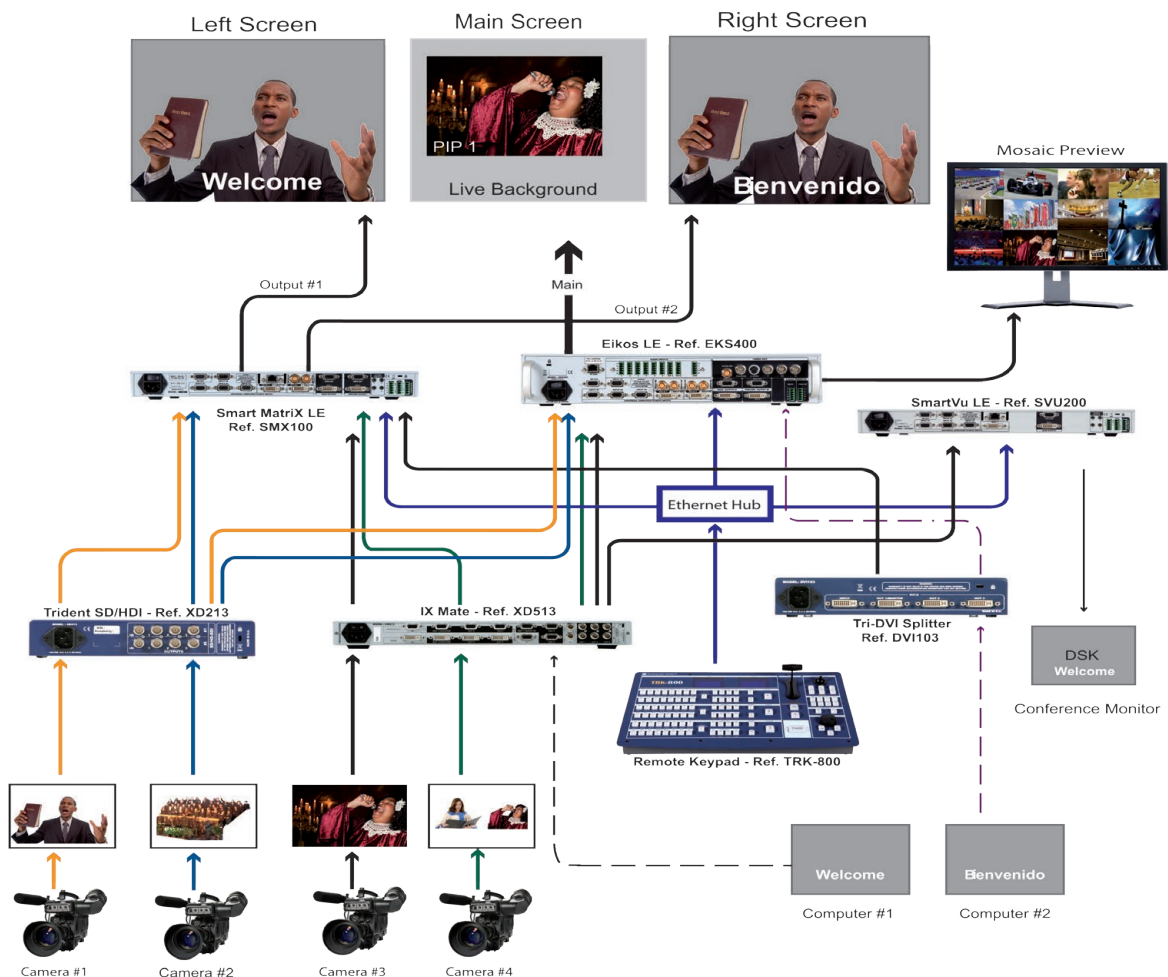 Left Screen
Main Screen
Right Screen
Welcome
PIP 1
Live Background
Bienvenido
Mosaic Preview
Output #1
Main
Output #2
Eikos LE - Ref. EKS400
Smart MatriX LE
Ref. SMX100
SmartVu LE - Ref. SVU200
Ethernet Hub
Trident SD/HDI - Ref. XD213
IX Mate - Ref. XD513
Tri-DVI Splitter
Ref. DVI103
TRK-800
DSK
Welcome
Conference Monitor
Remote Keypad - Ref. TRK-800
Welcome
Bienvenido
Computer #1
Computer #2
Camera #1
Camera #2
Camera #3
Camera #4